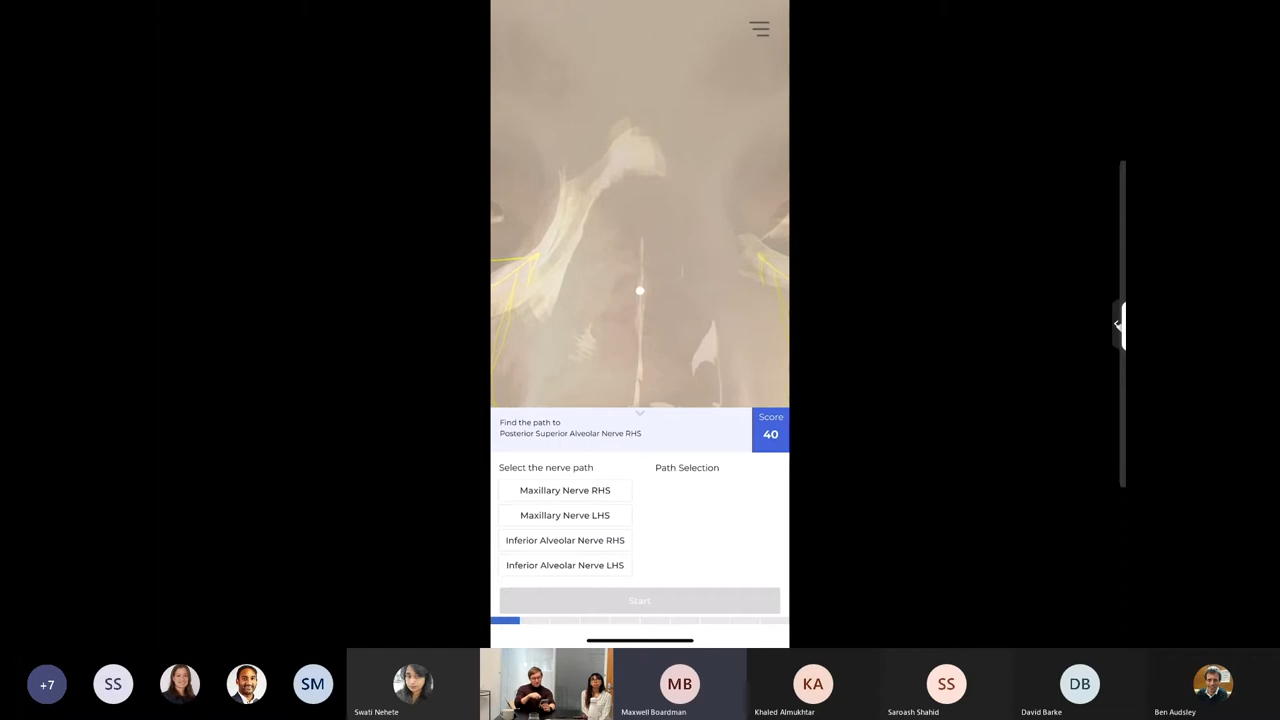 Find the path to
Posterior Superior Alveolar Nerve RHS
Score
40
Select the nerve path
Path Selection
Maxillary Nerve RHS
Maxillary Nerve LHS
Inferior Alveolar Nerve RHS
Inferior Alveolar Nerve LHS
Start
+7
SS
SM
MB
KA
SS
DB
Swati Nehete
Maxwell Boardman
Khaled Almukhtar
Saroash Shahid
David Barke
Ben Audsley